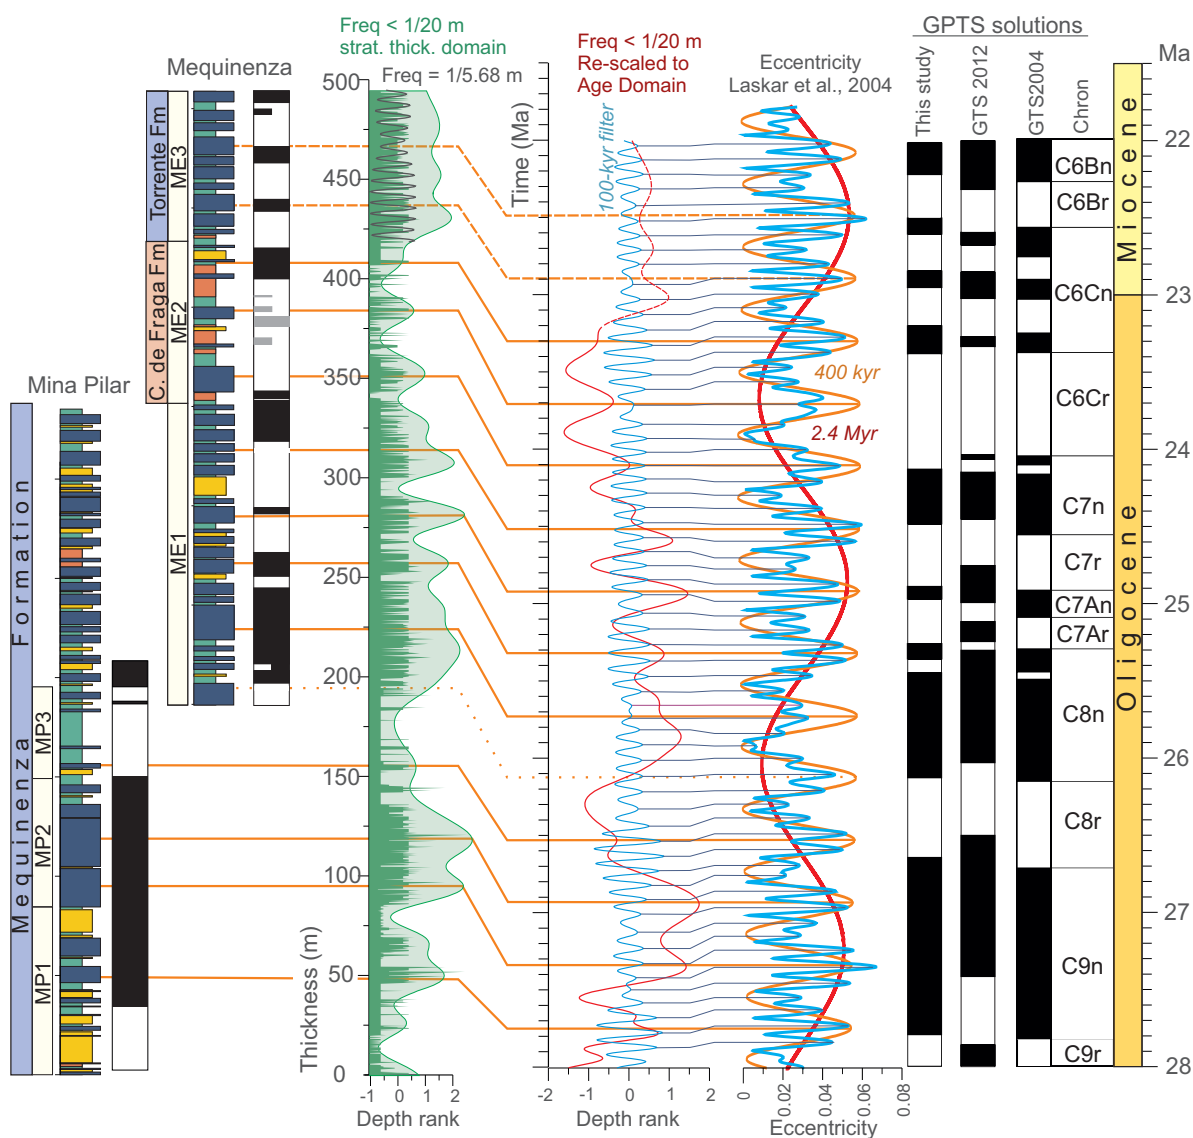 GPTS solutions
Freq < 1/20 m
strat. thick. domain
Freq = 1/5.68 m
Freq < 1/20 m
Re-scaled to
Age Domain
Eccentricity
Laskar et al., 2004
This study
GTS 2012
GTS2004
Chron
Ma
Mequinenza
Mina Pilar
Torrente Fm
C. de Fraga Fm
ME3
ME2
ME1
Mequinenza Formation
MP3
MP2
MP1
500
450
400
350
300
250
200
150
100
50
0
Thickness (m)
-1 0 1 2
Depth rank
Time (Ma)
100-kyr filter
-2 -1 0 1 2
Depth rank
400 kyr
2.4 Myr
0 0.02 0.04 0.06 0.08
Eccentricity
C6Bn
C6Br
C6Cn
C6Cr
C7n
C7r
C7An
C7Ar
C8n
C8r
C9n
C9r
Miocene
Oligocene
22
23
24
25
26
27
28